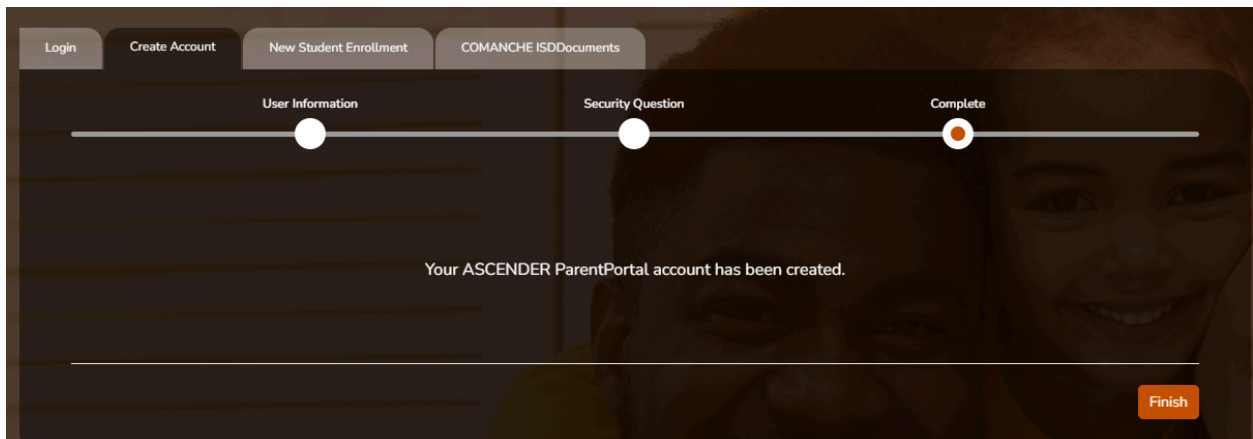 Login Create Account New Student Enrollment COMANCHE ISDDocuments
User Information Security Question Complete
Your ASCENDER ParentPortal account has been created.
Finish